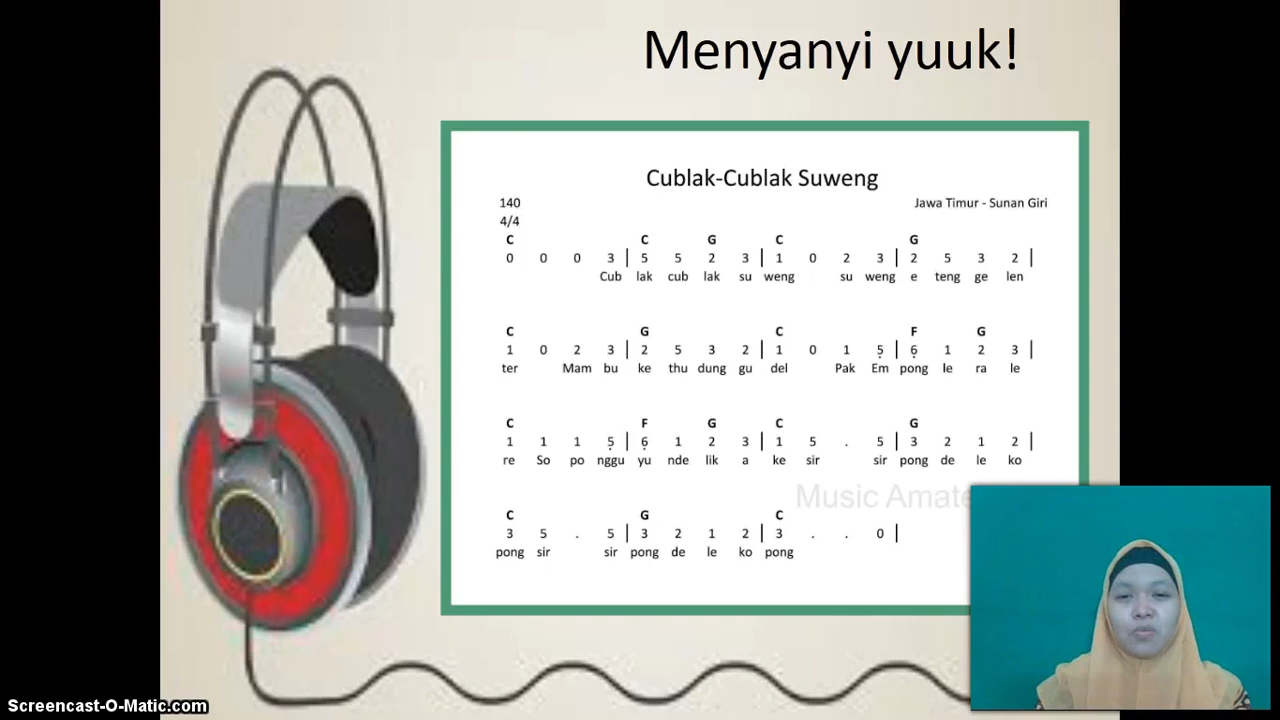 Menyanyi yuuk!
Cublak-Cublak Suweng
140
Jawa Timur - Sunan Giri
4/4
C C G C G
0 0 0 3 | 5 5 2 3 | 1 0 2 3 | 2 5 3 2 |
Cub lak cub lak su weng su weng e teng ge len
C G C F G
1 0 2 3 | 2 5 3 2 | 1 0 1 5̣ | 6̣ 1 2 3 |
ter Mam bu ke thu dung gu del Pak Em pong le ra le
C F G C G
1 1 1 5̣ | 6̣ 1 2 3 | 1 5 . 5 | 3 2 1 2 |
re So po nggu yu nde lik a ke sir sir pong de le ko
Music Amate
C G C
3 5 . 5 | 3 2 1 2 | 3 . . 0 |
pong sir sir pong de le ko pong
Screencast-O-Matic.com